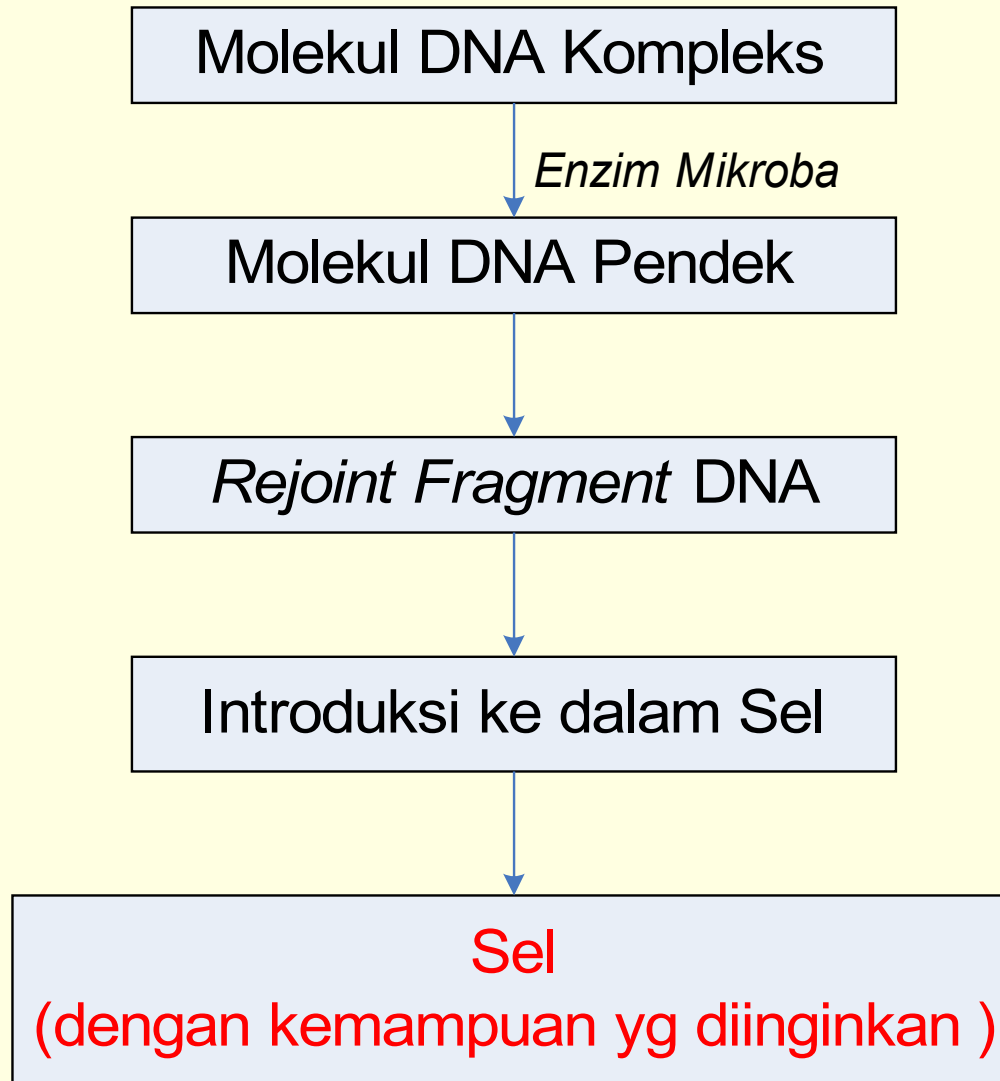 Molekul DNA Kompleks
Enzim Mikroba
Molekul DNA Pendek
Rejoint Fragment DNA
Introduksi ke dalam Sel
Sel
(dengan kemampuan yg diinginkan )